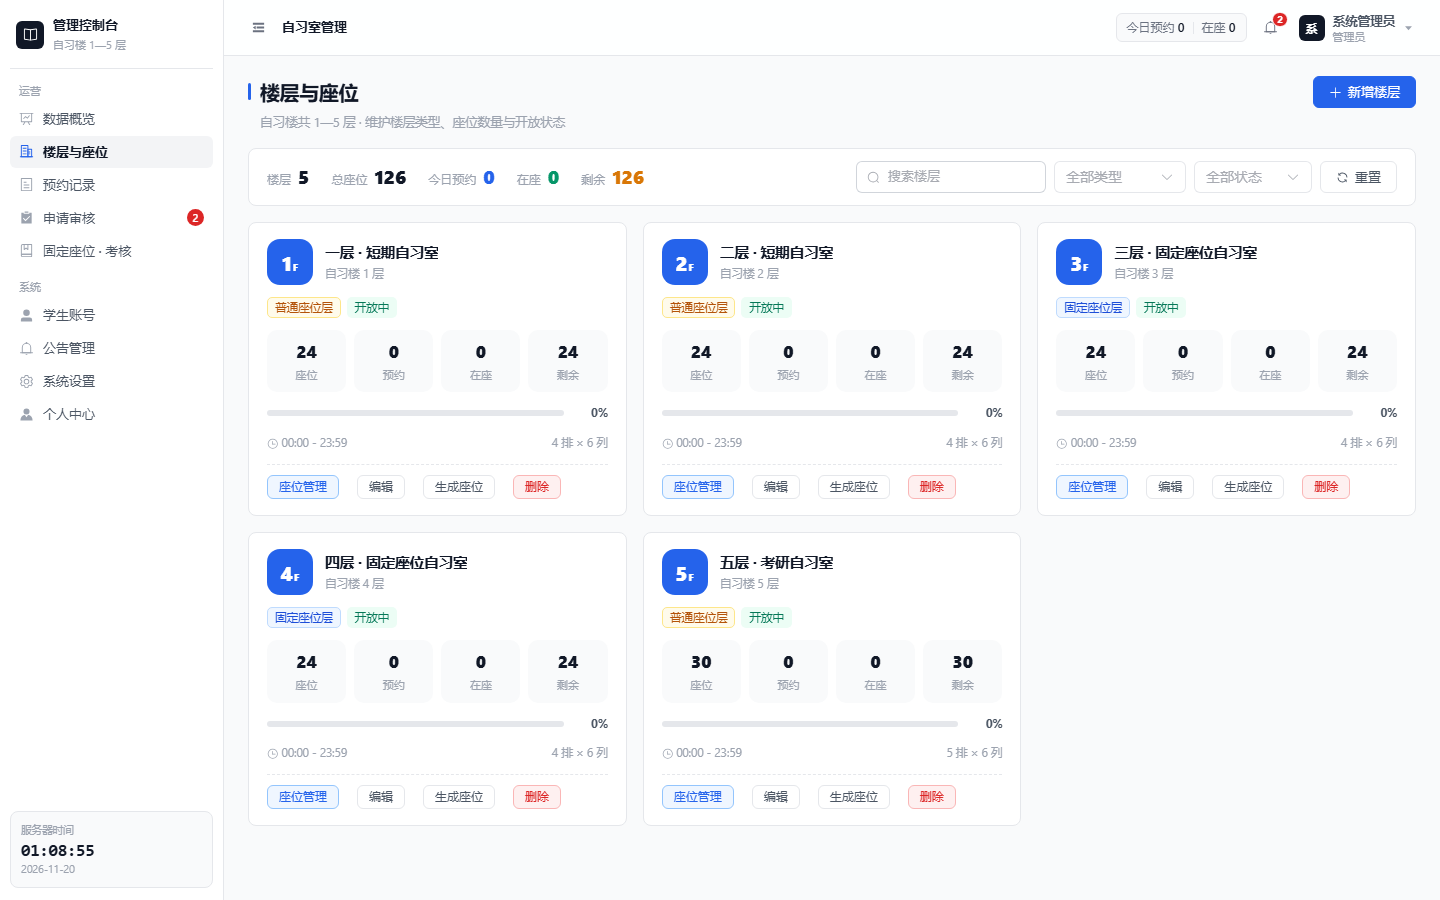 管理控制台
自习楼 1—5 层
运营
数据概览
楼层与座位
预约记录
申请审核 2
固定座位 · 考核
系统
学生账号
公告管理
系统设置
个人中心
服务器时间
01:08:55
2026-11-20
自习室管理
今日预约 0 在座 0
2
系
系统管理员
管理员
楼层与座位
自习楼共 1—5 层 · 维护楼层类型、座位数量与开放状态
+ 新增楼层
楼层 5 总座位 126 今日预约 0 在座 0 剩余 126
搜索楼层
全部类型
全部状态
重置
1F
一层 · 短期自习室
自习楼 1 层
普通座位层 开放中
24 0 0 24
座位 预约 在座 剩余
0%
00:00 - 23:59 4 排 × 6 列
座位管理 编辑 生成座位 删除
2F
二层 · 短期自习室
自习楼 2 层
普通座位层 开放中
24 0 0 24
座位 预约 在座 剩余
0%
00:00 - 23:59 4 排 × 6 列
座位管理 编辑 生成座位 删除
3F
三层 · 固定座位自习室
自习楼 3 层
固定座位层 开放中
24 0 0 24
座位 预约 在座 剩余
0%
00:00 - 23:59 4 排 × 6 列
座位管理 编辑 生成座位 删除
4F
四层 · 固定座位自习室
自习楼 4 层
固定座位层 开放中
24 0 0 24
座位 预约 在座 剩余
0%
00:00 - 23:59 4 排 × 6 列
座位管理 编辑 生成座位 删除
5F
五层 · 考研自习室
自习楼 5 层
普通座位层 开放中
30 0 0 30
座位 预约 在座 剩余
0%
00:00 - 23:59 5 排 × 6 列
座位管理 编辑 生成座位 删除